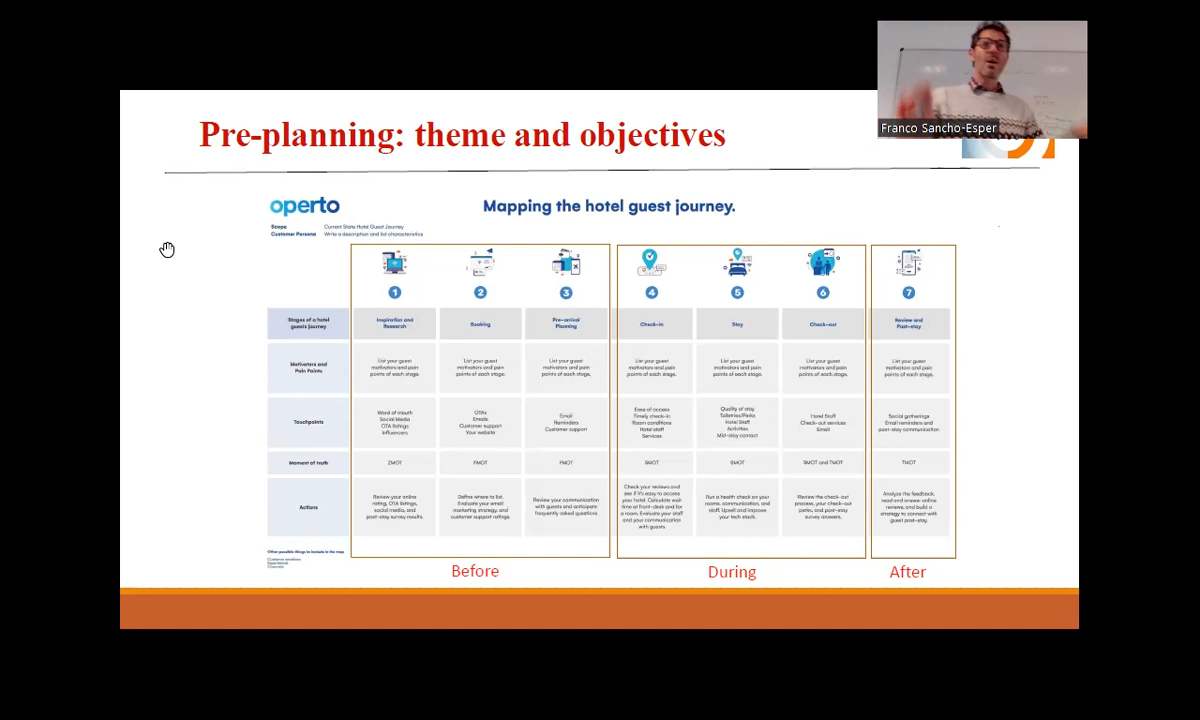 Franco Sancho-Esper
Pre-planning: theme and objectives
operto
Mapping the hotel guest journey.
Scope
Current State Hotel Guest Journey
Customer Persona
Write a description and list characteristics
1
2
3
4
5
6
7
Stages of a hotel
guests journey
Inspiration and
Research
Booking
Pre-arrival
Planning
Check-in
Stay
Check-out
Review and
Post-stay
Motivators and
Pain Points
List your guest
motivators and pain
points of each stage.
List your guest
motivators and pain
points of each stage.
List your guest
motivators and pain
points of each stage.
List your guest
motivators and pain
points of each stage.
List your guest
motivators and pain
points of each stage.
List your guest
motivators and pain
points of each stage.
List your guest
motivators and pain
points of each stage.
Touchpoints
Word of mouth
Social Media
OTA listings
Influencers
OTAs
Emails
Customer support
Your website
Email
Reminders
Customer support
Ease of access
Timely check-in
Room conditions
Hotel staff
Services
Quality of stay
Toiletries/Perks
Hotel Staff
Activities
Mid-stay contact
Hotel Staff
Check-out services
Email
Social gatherings
Email reminders and
post-stay communication
Moment of truth
ZMOT
FMOT
FMOT
SMOT
SMOT
SMOT and TMOT
TMOT
Actions
Review your online
rating, OTA listings,
social media, and
post-stay survey results.
Define where to list.
Evaluate your email
marketing strategy, and
customer support ratings.
Review your communication
with guests and anticipate
frequently asked questions.
Check your reviews and
see if it's easy to access
your hotel. Calculate wait
time at front-desk and for
a room. Evaluate your staff
and your communication
with guests
Run a health check on your
rooms, communication, and
staff. Upsell and improve
your tech stack.
Review the check-out
process, your check-out
perks, and post-stay
survey answers.
Analyze the feedback,
read and answer online
reviews, and build a
strategy to connect with
guest post-stay.
Other possible things to include in the map
Customer emotions
Experience
Channels
Before
During
After